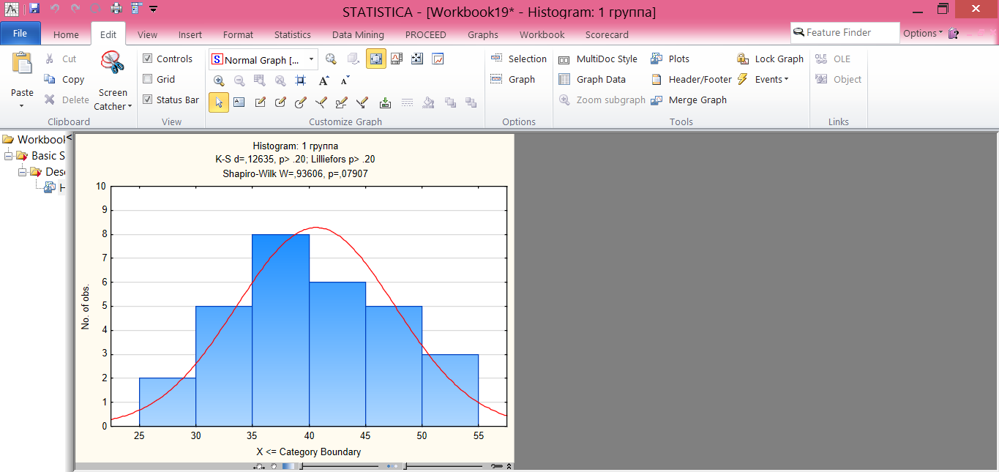 STATISTICA - [Workbook19* - Histogram: 1 группа]
File Home Edit View Insert Format Statistics Data Mining PROCEED Graphs Workbook Scorecard Feature Finder Options
Paste
Cut
Copy
Delete
Screen Catcher
Clipboard
Controls
Grid
Status Bar
View
Normal Graph [...
Customize Graph
Selection
Graph
Options
MultiDoc Style
Graph Data
Zoom subgraph
Plots
Header/Footer
Merge Graph
Lock Graph
Events
Tools
OLE OLE
Object
Links
Workbook
Basic S
Des
H
Histogram: 1 группа
K-S d=,12635, p> .20; Lilliefors p> .20
Shapiro-Wilk W=,93606, p=,07907
10
9
8
7
6
5
4
3
2
1
0
No. of obs.
25 30 35 40 45 50 55
X <= Category Boundary